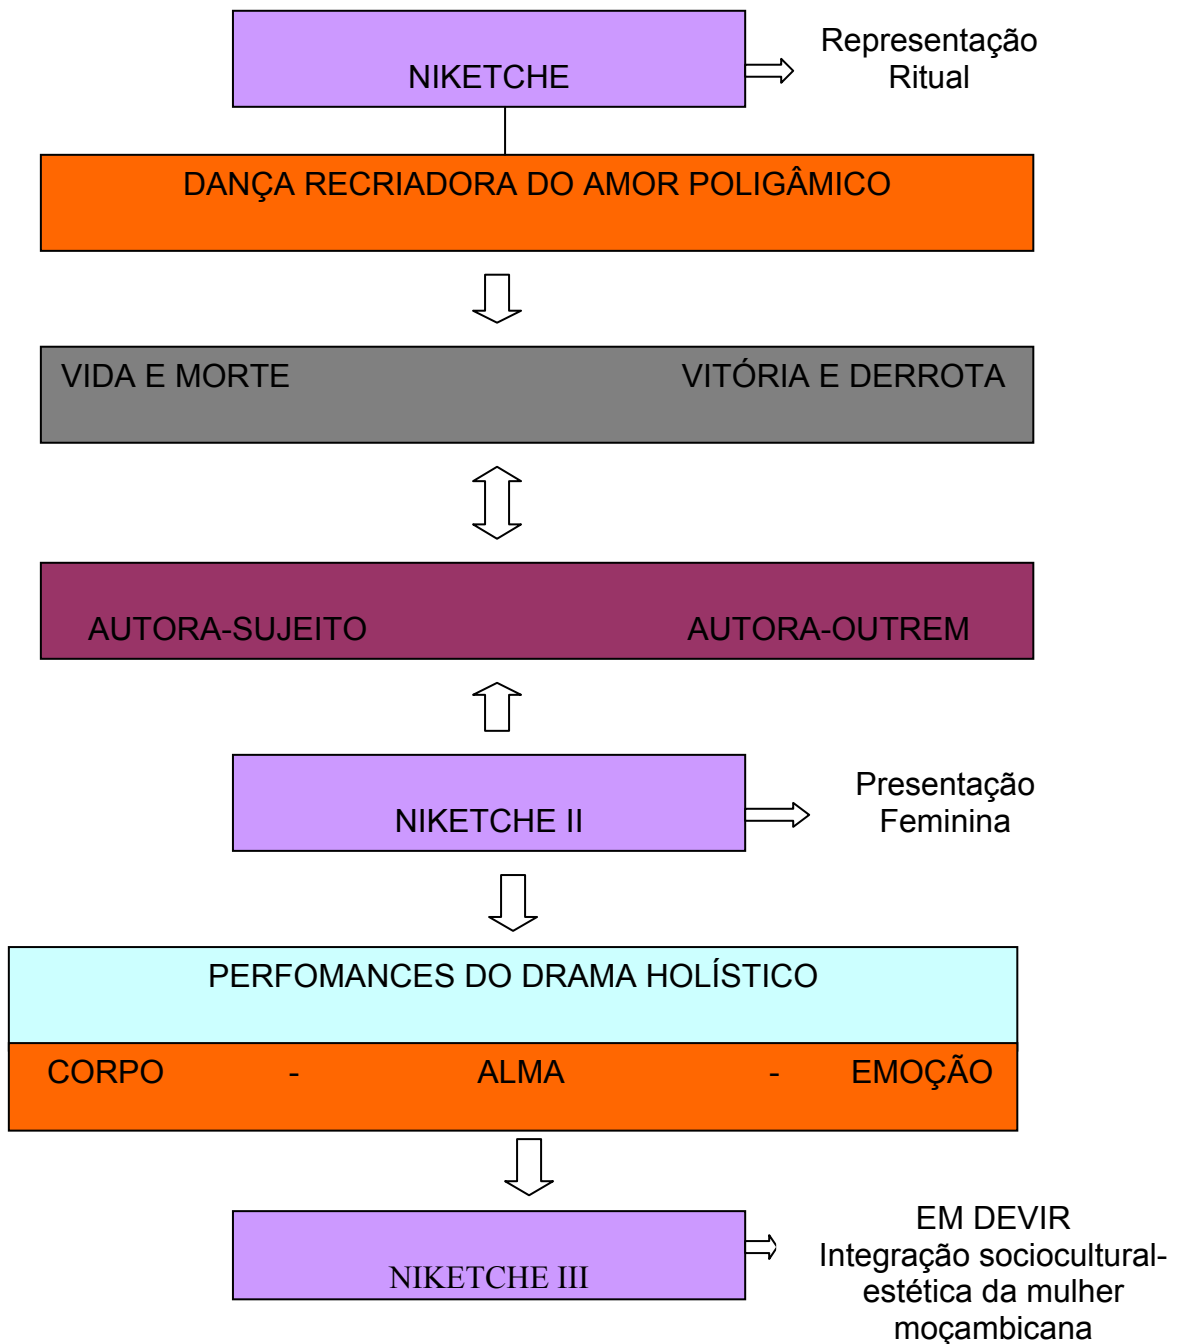 NIKETCHE
Representação
Ritual
DANÇA RECRIADORA DO AMOR POLIGÂMICO
VIDA E MORTE VITÓRIA E DERROTA
AUTORA-SUJEITO AUTORA-OUTREM
NIKETCHE II
Presentação
Feminina
PERFOMANCES DO DRAMA HOLÍSTICO
CORPO - ALMA - EMOÇÃO
NIKETCHE III
EM DEVIR
Integração sociocultural-
estética da mulher
moçambicana